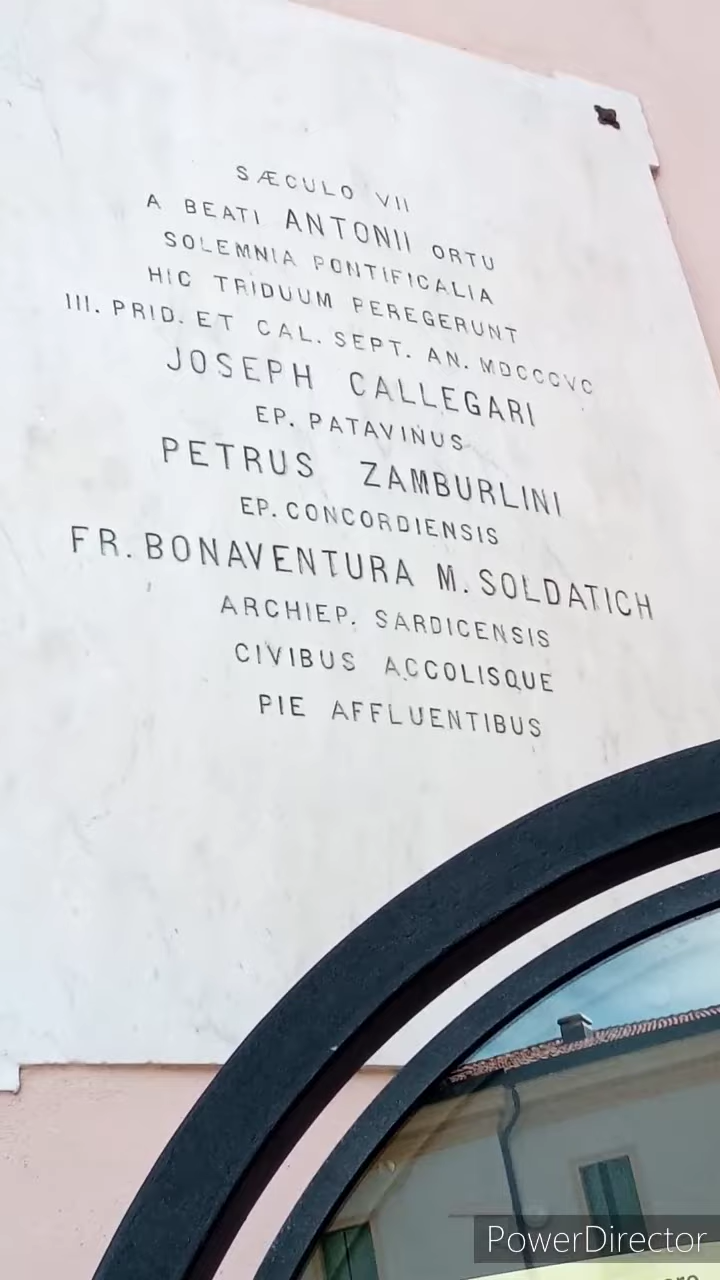 SÆCULO VII
A BEATI ANTONII ORTU
SOLEMNIA PONTIFICALIA
HIC TRIDUUM PEREGERUNT
III. PRID. ET CAL. SEPT. AN. MDCCCVC
JOSEPH CALLEGARI
EP. PATAVINUS
PETRUS ZAMBURLINI
EP. CONCORDIENSIS
FR. BONAVENTURA M. SOLDATICH
ARCHIEP. SARDICENSIS
CIVIBUS ACCOLISQUE
PIE AFFLUENTIBUS
PowerDirector